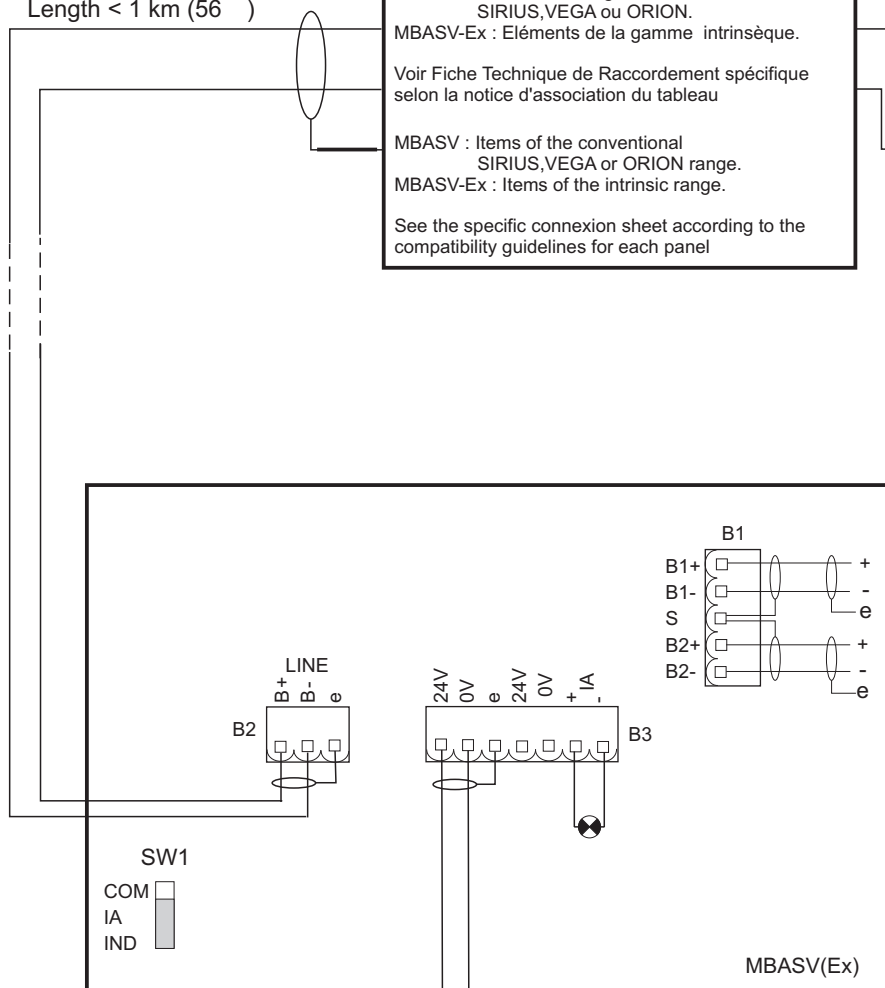 Length < 1 km (56 )
SIRIUS,VEGA ou ORION.
MBASV-Ex : Eléments de la gamme intrinsèque.
Voir Fiche Technique de Raccordement spécifique
selon la notice d'association du tableau
MBASV : Items of the conventional
SIRIUS,VEGA or ORION range.
MBASV-Ex : Items of the intrinsic range.
See the specific connexion sheet according to the
compatibility guidelines for each panel
B1
B1+
B1-
S
B2+
B2-
+
-
e
+
-
e
LINE
B+
B-
e
B2
24V
0V
e
24V
0V
+
IA
-
B3
SW1
COM
IA
IND
MBASV(Ex)